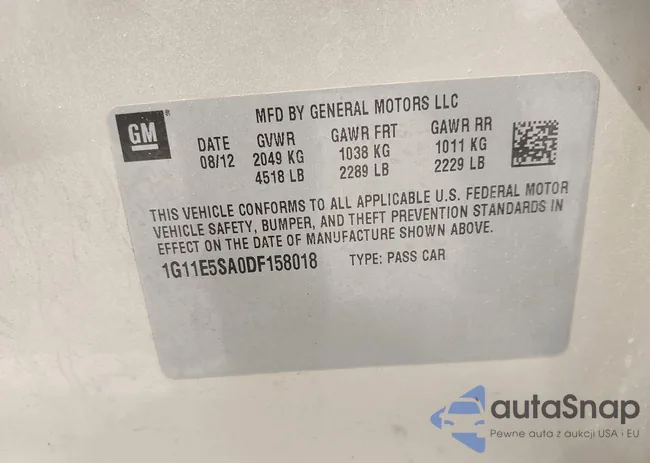 GM
MFD BY GENERAL MOTORS LLC
DATE GVWR GAWR FRT GAWR RR
08/12 2049 KG 1038 KG 1011 KG
4518 LB 2289 LB 2229 LB
THIS VEHICLE CONFORMS TO ALL APPLICABLE U.S. FEDERAL MOTOR
VEHICLE SAFETY, BUMPER, AND THEFT PREVENTION STANDARDS IN
EFFECT ON THE DATE OF MANUFACTURE SHOWN ABOVE.
1G11E5SA0DF158018 TYPE: PASS CAR
autaSnap
Pewne auta z aukcji USA i EU